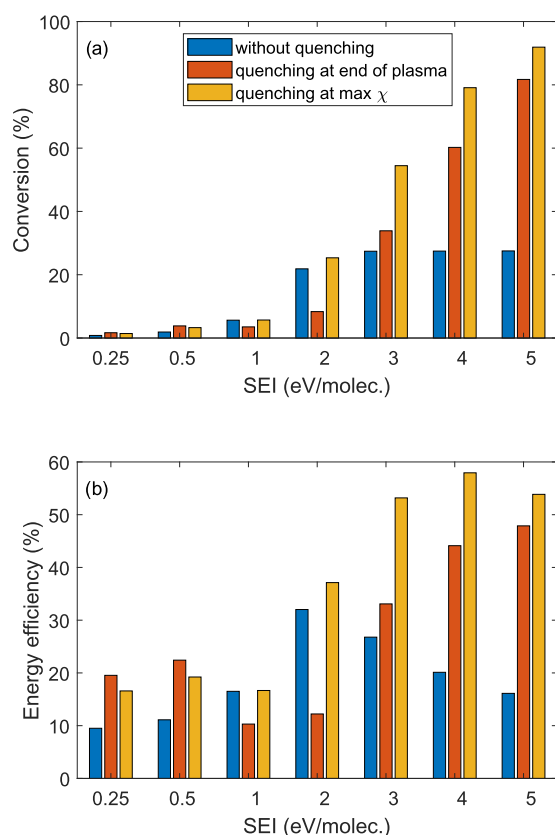 100
(a)
without quenching
quenching at end of plasma
quenching at max χ
80
60
40
20
0
Conversion (%)
0.25 0.5 1 2 3 4 5
SEI (eV/molec.)
60
(b)
50
40
30
20
10
0
Energy efficiency (%)
0.25 0.5 1 2 3 4 5
SEI (eV/molec.)